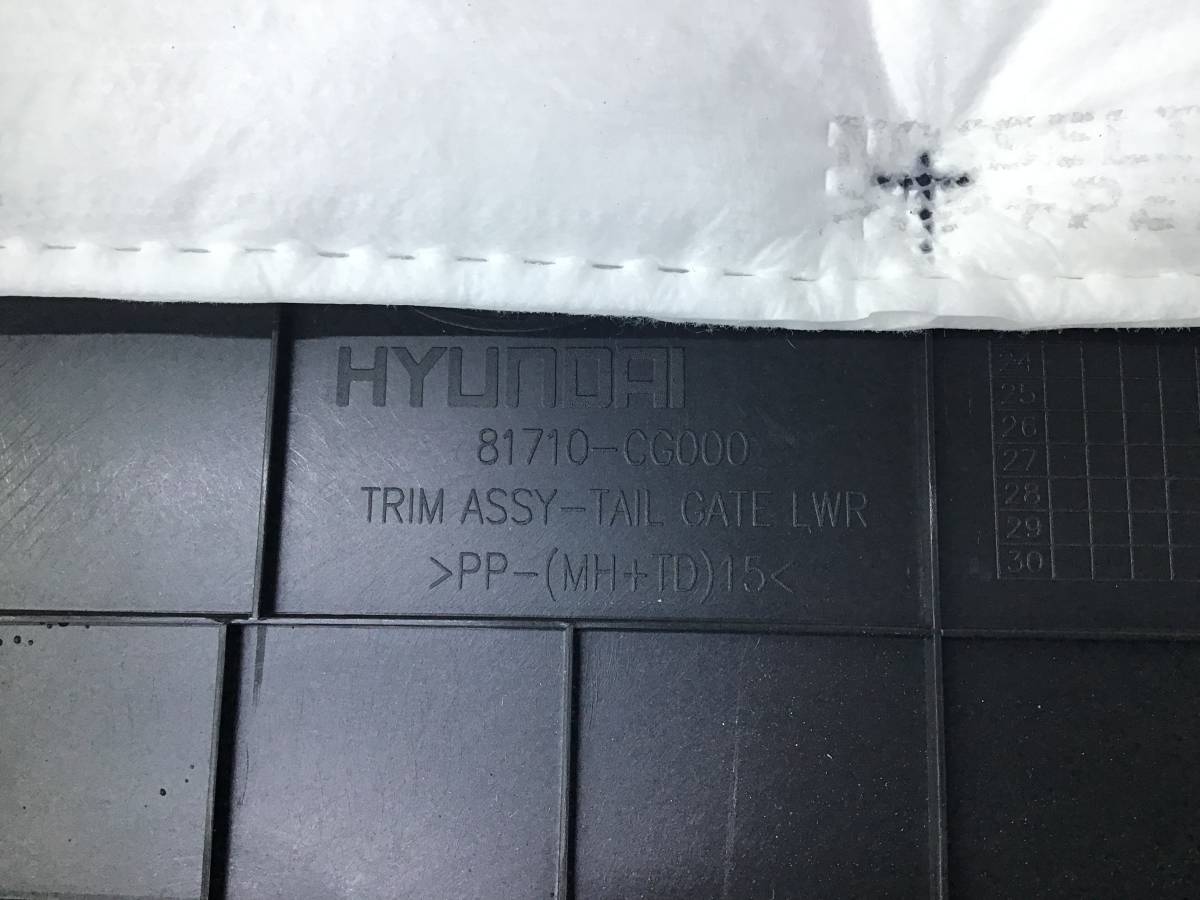 HYUNDAI
81710-CG000
TRIM ASSY-TAIL GATE LWR
>PP-(MH+TD)15<
24
25
26
27
28
29
30